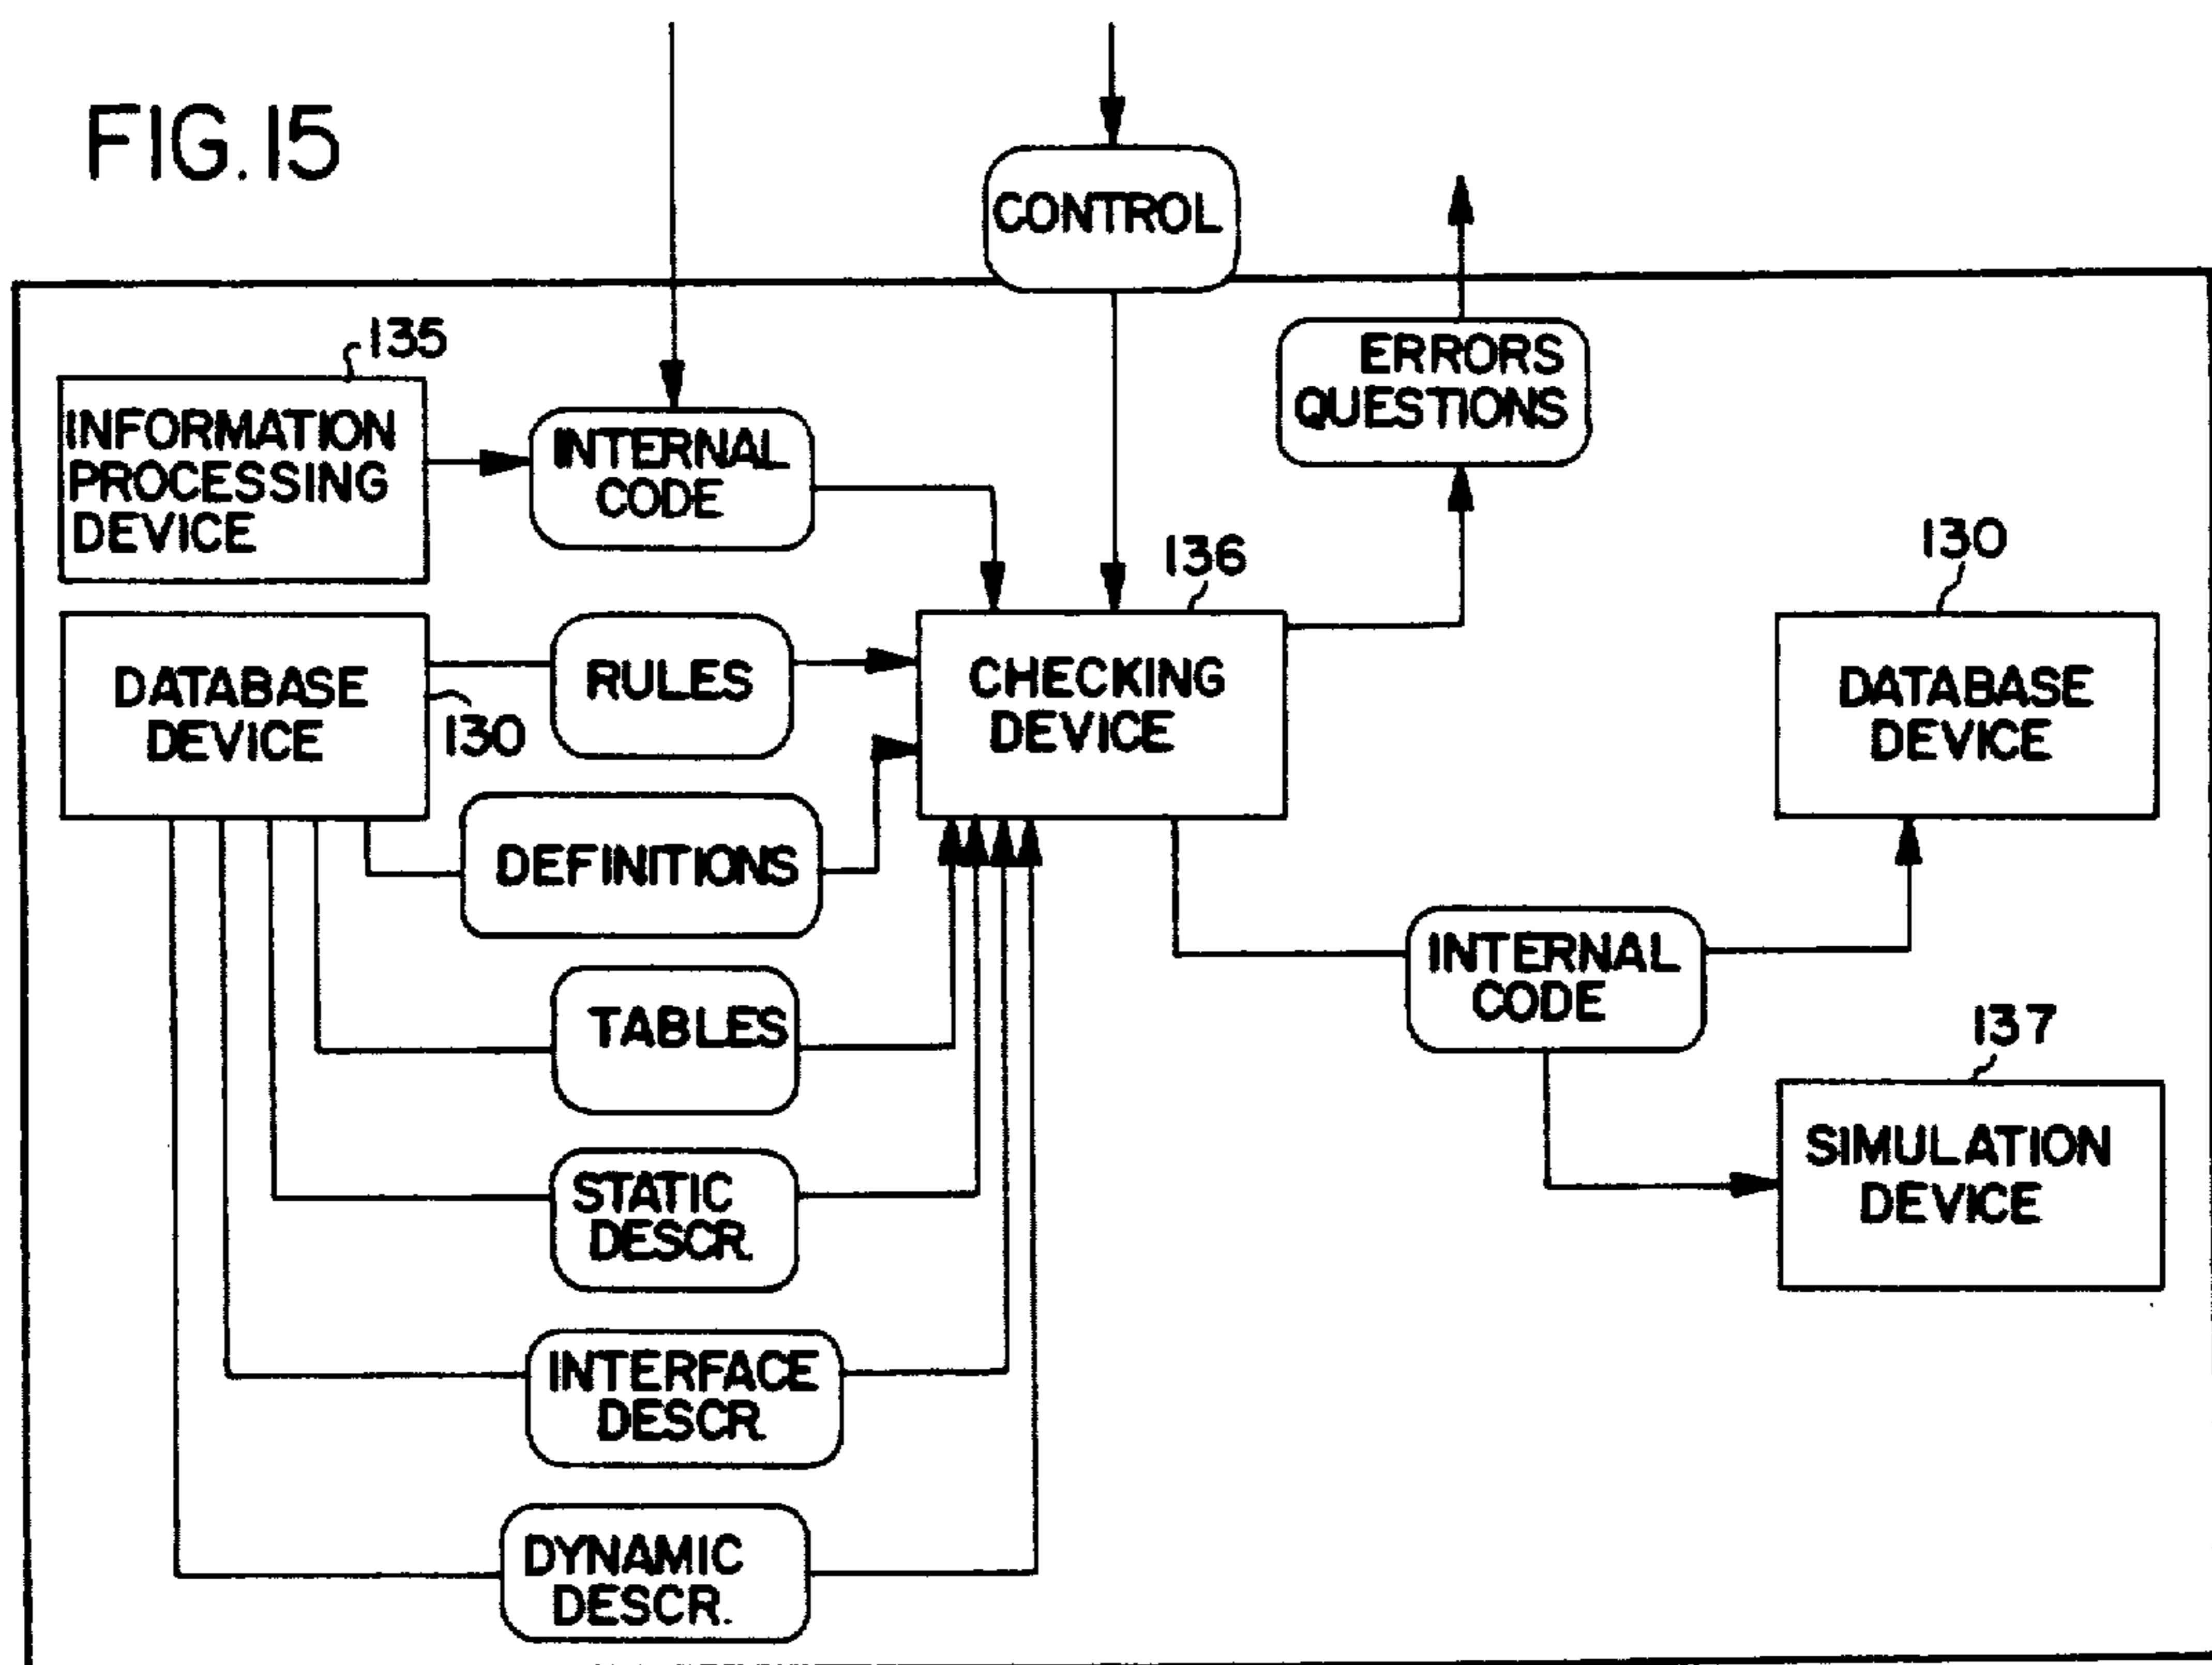 FIG. 15
CONTROL
135
ERRORS
QUESTIONS
INFORMATION
PROCESSING
DEVICE
INTERNAL
CODE
136
130
DATABASE
DEVICE
130
RULES
CHECKING
DEVICE
DATABASE
DEVICE
DEFINITIONS
INTERNAL
CODE
TABLES
137
STATIC
DESCR.
SIMULATION
DEVICE
INTERFACE
DESCR.
DYNAMIC
DESCR.